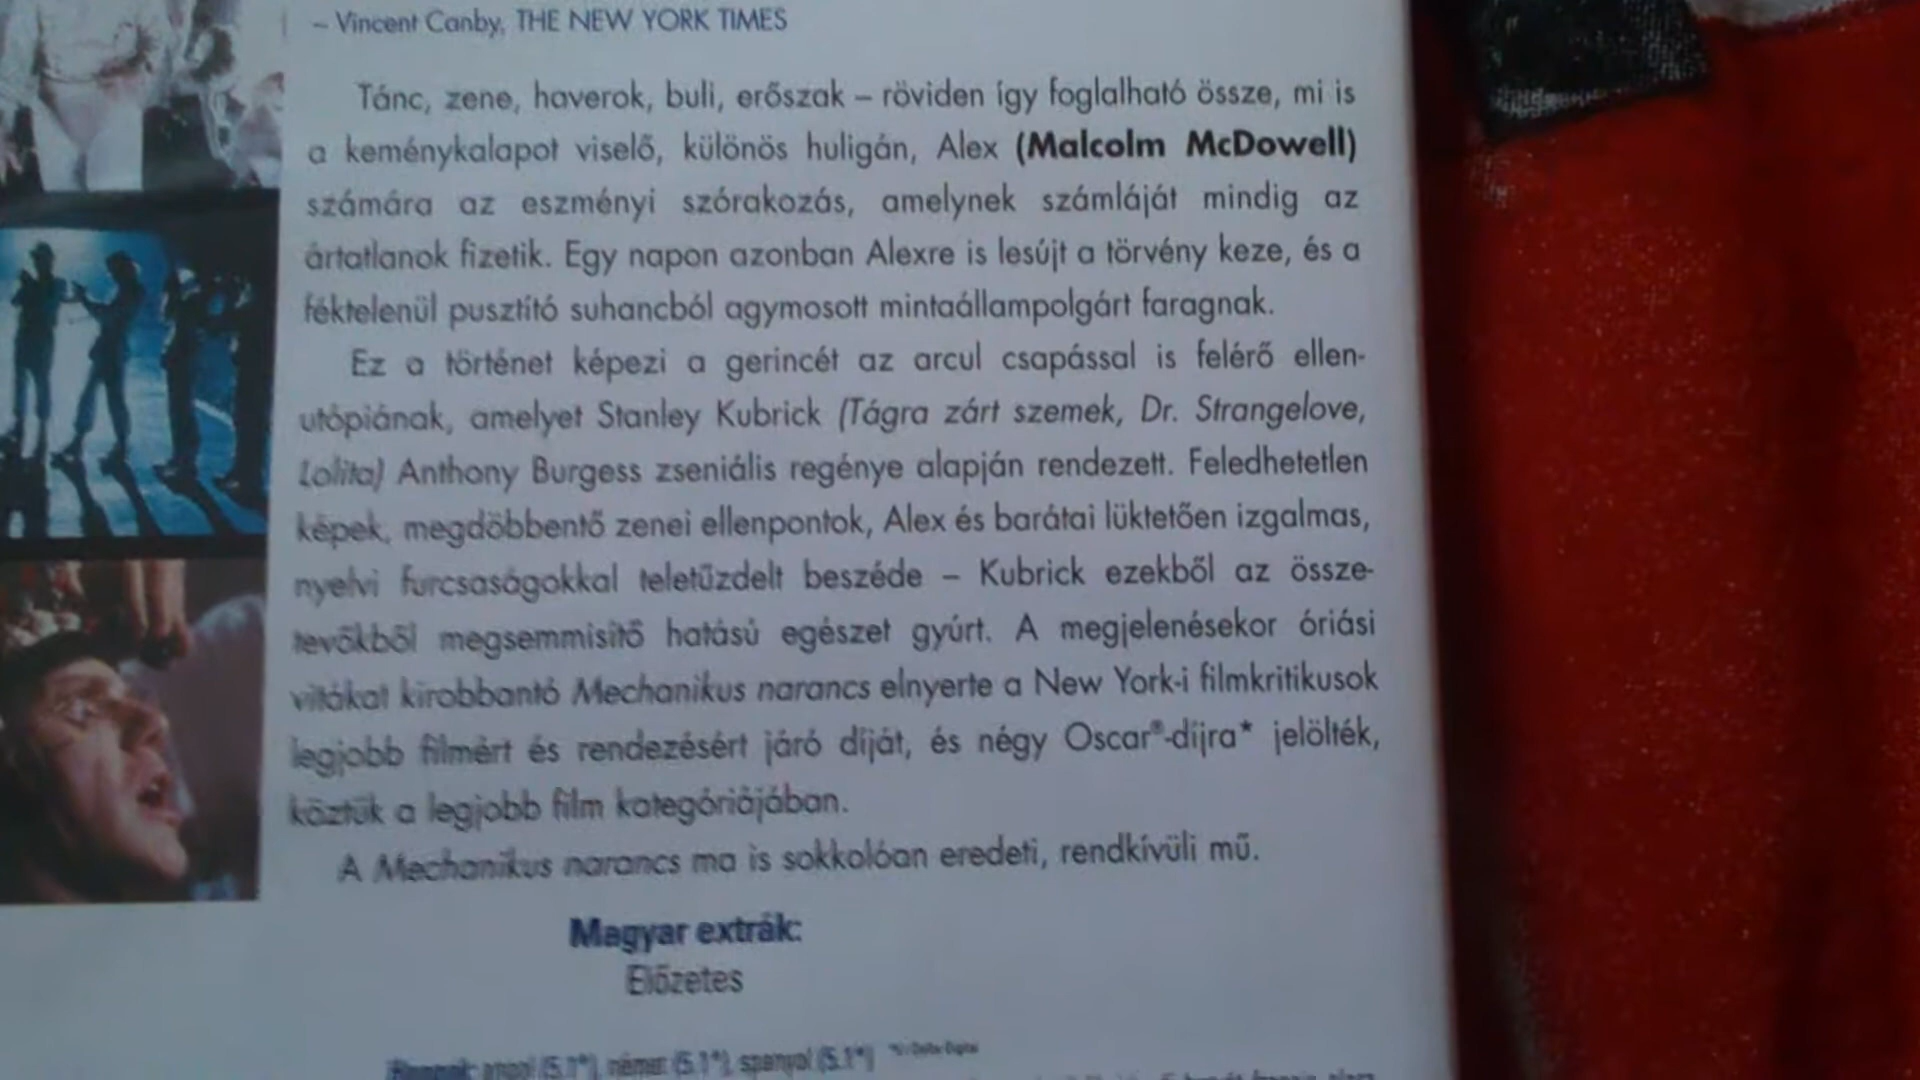 – Vincent Canby, THE NEW YORK TIMES
Tánc, zene, haverok, buli, erőszak – röviden így foglalható össze, mi is
a keménykalapot viselő, különös huligán, Alex (Malcolm McDowell)
számára az eszményi szórakozás, amelynek számláját mindig az
ártatlanok fizetik. Egy napon azonban Alexre is lesújt a törvény keze, és a
féktelenül pusztító suhancból agymosott mintaállampolgárt faragnak.
Ez a történet képezi a gerincét az arcul csapással is felérő ellen-
utópiának, amelyet Stanley Kubrick (Tágra zárt szemek, Dr. Strangelove,
Lolita) Anthony Burgess zseniális regénye alapján rendezett. Feledhetetlen
képek, megdöbbentő zenei ellenpontok, Alex és barátai lüktetően izgalmas,
nyelvi furcsaságokkal teletűzdelt beszéde – Kubrick ezekből az össze-
tevőkből megsemmisítő hatású egészet gyúrt. A megjelenésekor óriási
vitákat kirobbantó Mechanikus narancs elnyerte a New York-i filmkritikusok
legjobb filmért és rendezésért járó díját, és négy Oscar®-díjra* jelölték,
köztük a legjobb film kategóriájában.
A Mechanikus narancs ma is sokkolóan eredeti, rendkívüli mű.
Magyar extrák:
Előzetes
angol (5.1*), német (5.1*), spanyol (5.1*)